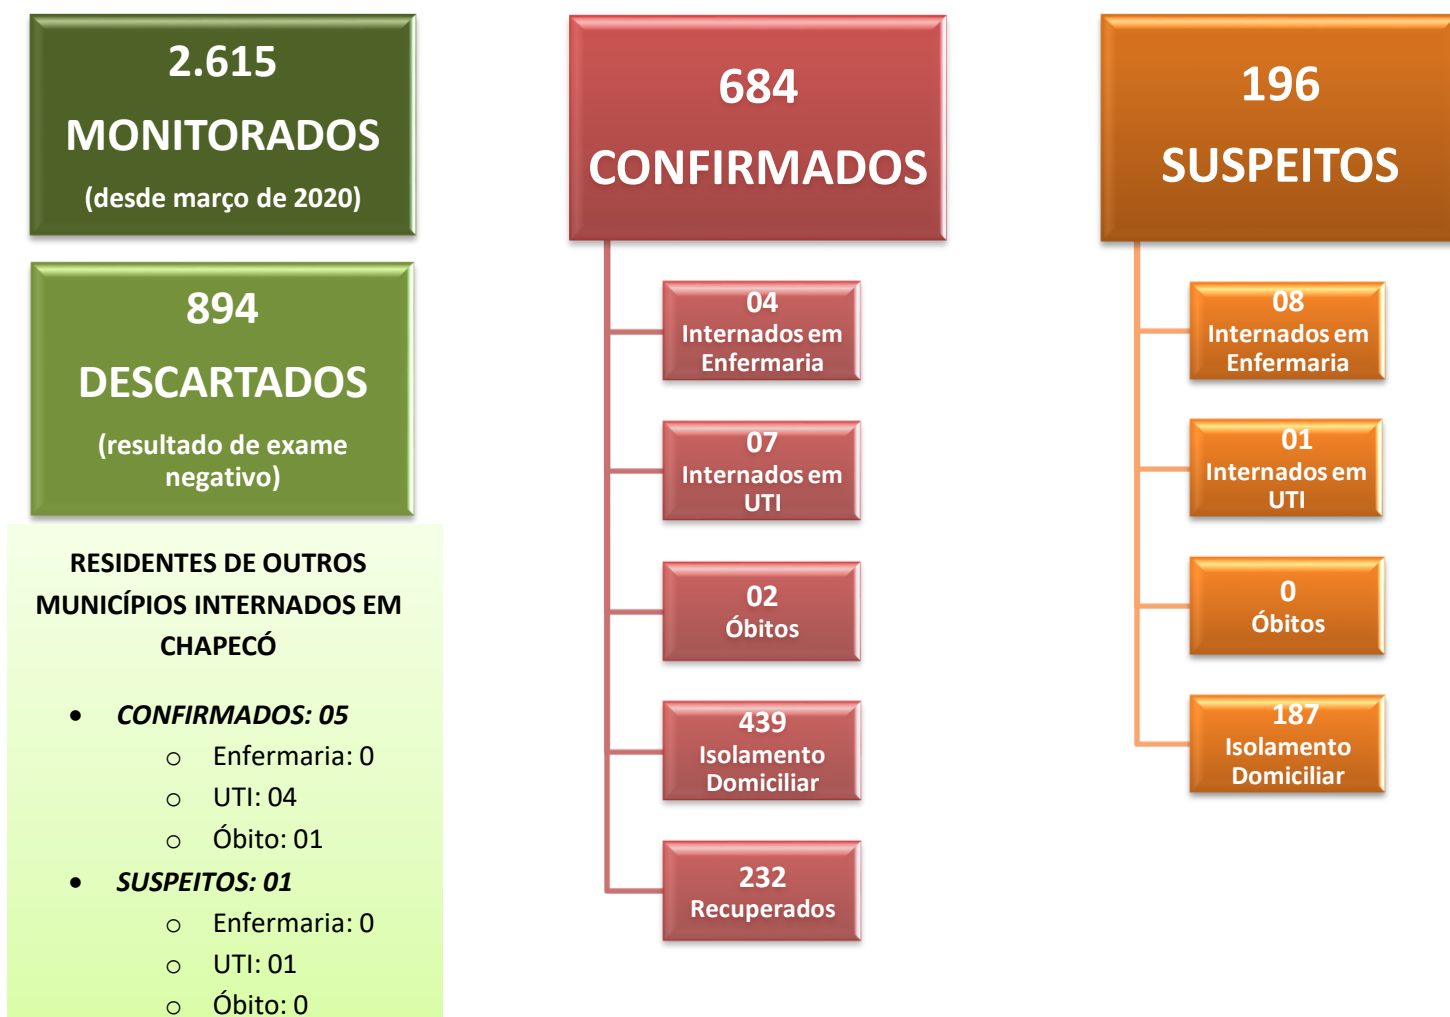 2.615
MONITORADOS
(desde março de 2020)
894
DESCARTADOS
(resultado de exame
negativo)
RESIDENTES DE OUTROS
MUNICÍPIOS INTERNADOS EM
CHAPECÓ
• CONFIRMADOS: 05
o Enfermaria: 0
o UTI: 04
o Óbito: 01
• SUSPEITOS: 01
o Enfermaria: 0
o UTI: 01
o Óbito: 0
684
CONFIRMADOS
04
Internados em
Enfermaria
07
Internados em
UTI
02
Óbitos
439
Isolamento
Domiciliar
232
Recuperados
196
SUSPEITOS
08
Internados em
Enfermaria
01
Internados em
UTI
0
Óbitos
187
Isolamento
Domiciliar